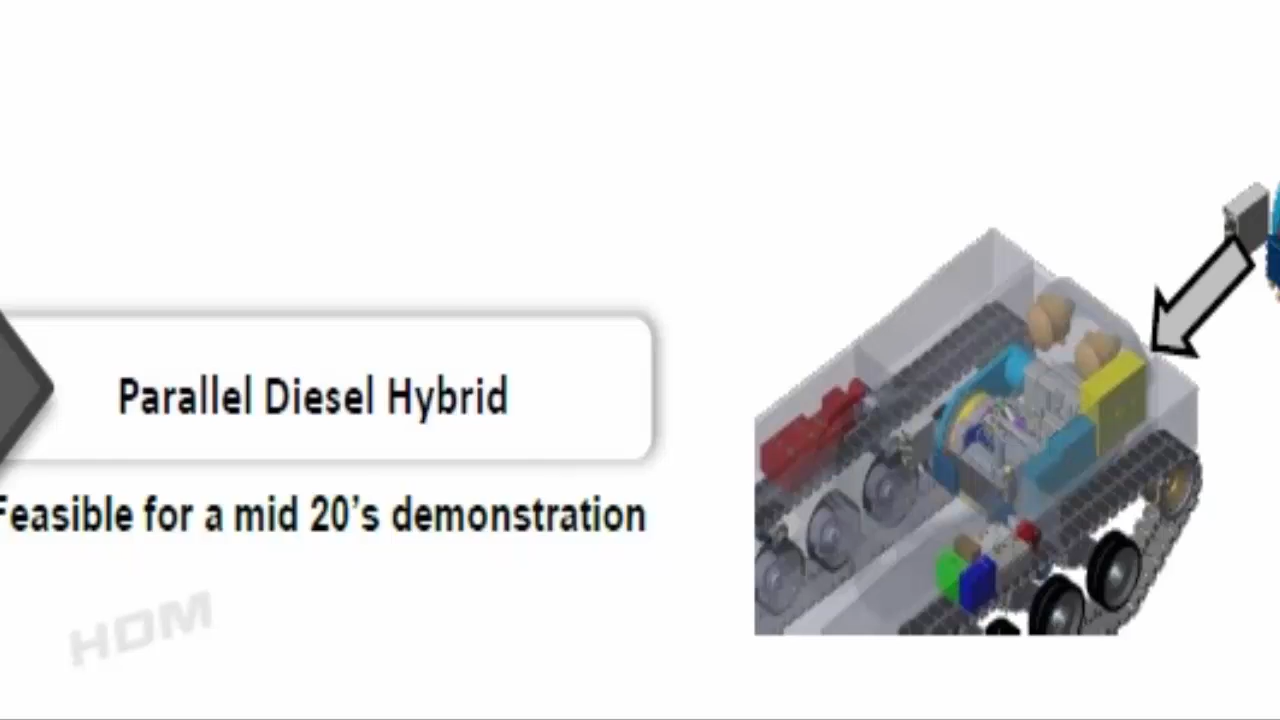 Parallel Diesel Hybrid
Feasible for a mid 20's demonstration
HDM